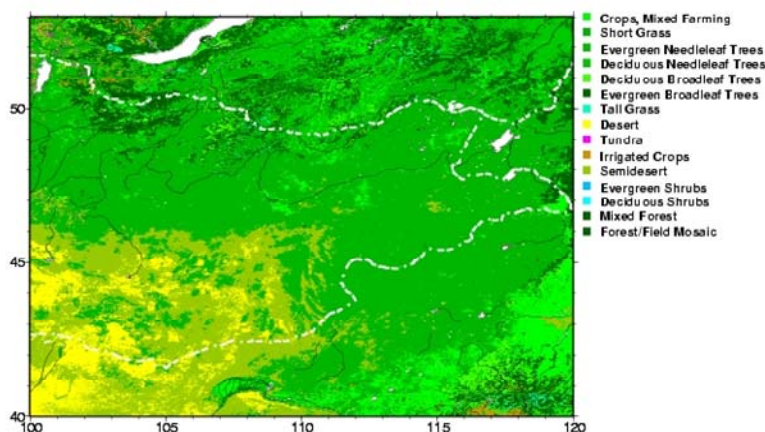 Crops, Mixed Farming
Short Grass
Evergreen Needleleaf Trees
Deciduous Needleleaf Trees
Deciduous Broadleaf Trees
Evergreen Broadleaf Trees
Tall Grass
Desert
Tundra
Irrigated Crops
Semidesert
Evergreen Shrubs
Deciduous Shrubs
Mixed Forest
Forest/Field Mosaic
50
45
40
100 105 110 115 120